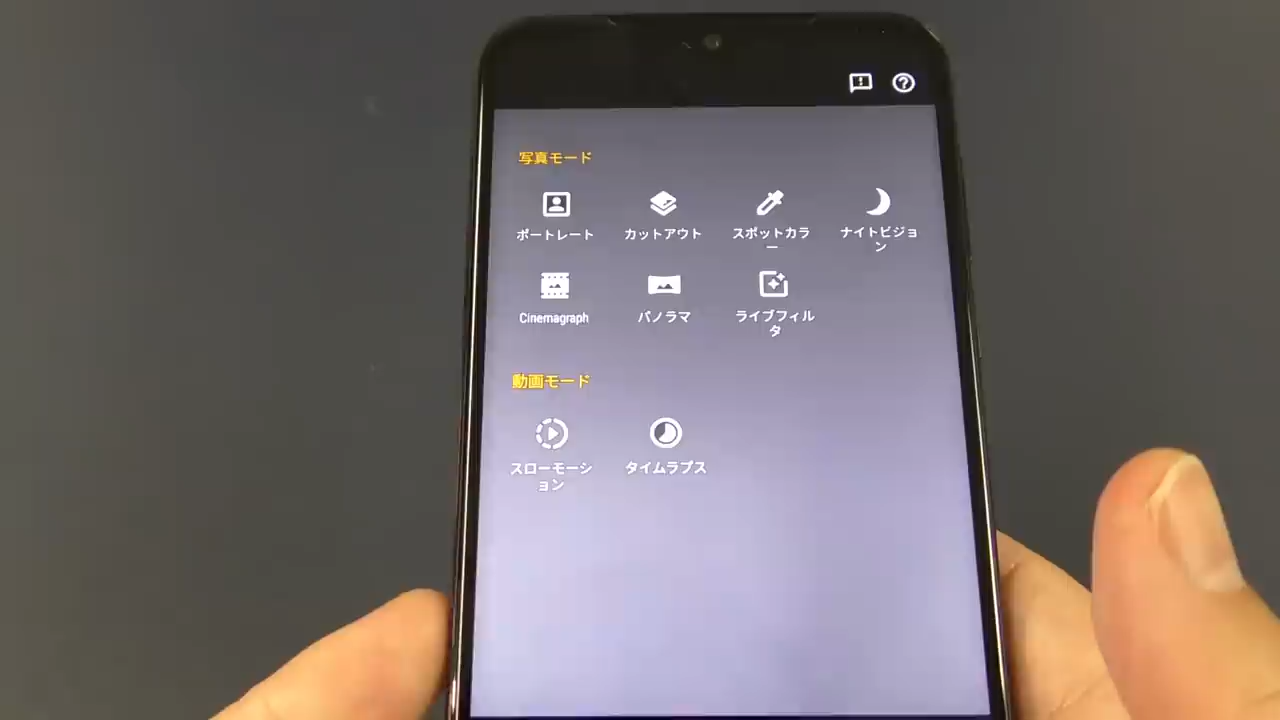 写真モード
ポートレート
カットアウト
スポットカラ
ー
ナイトビジョ
ン
Cinemagraph
パノラマ
ライブフィル
タ
動画モード
スローモーシ
ョン
タイムラプス